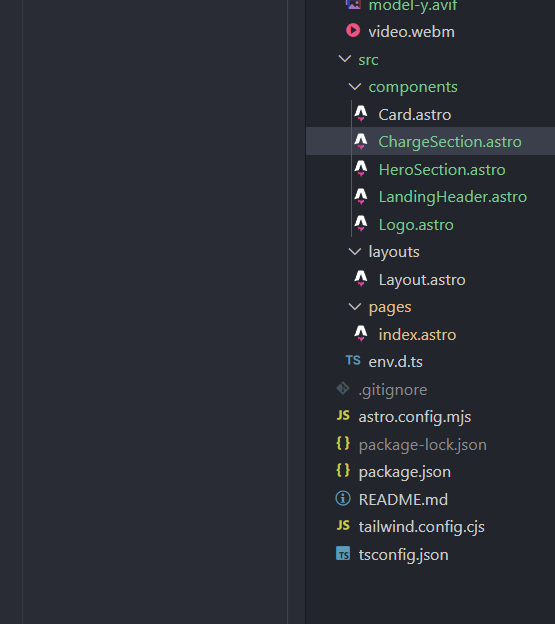 model-y.avif
video.webm
src
components
Card.astro
ChargeSection.astro
HeroSection.astro
LandingHeader.astro
Logo.astro
layouts
Layout.astro
pages
index.astro
TS env.d.ts
.gitignore
JS astro.config.mjs
{ } package-lock.json
{ } package.json
README.md
JS tailwind.config.cjs
TS tsconfig.json